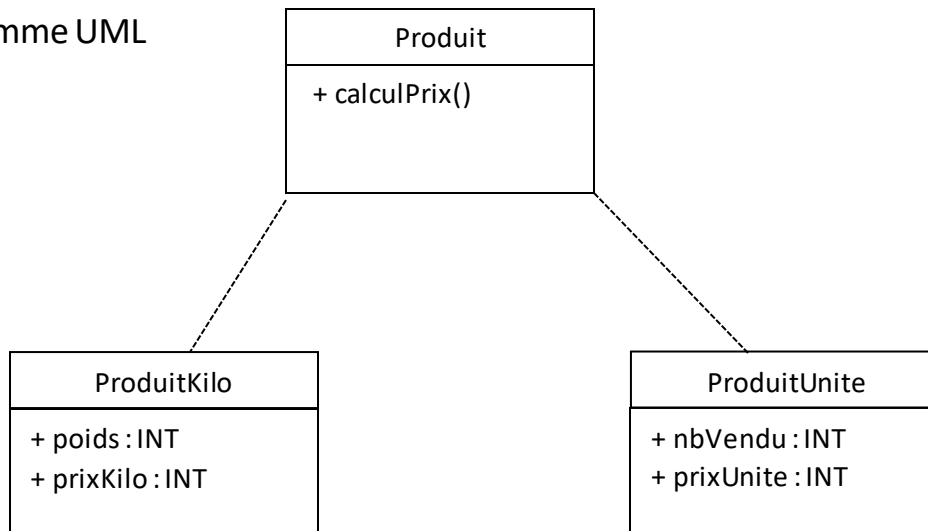 mme UML
Produit
+ calculPrix()
ProduitKilo
+ poids : INT
+ prixKilo : INT
ProduitUnite
+ nbVendu : INT
+ prixUnite : INT